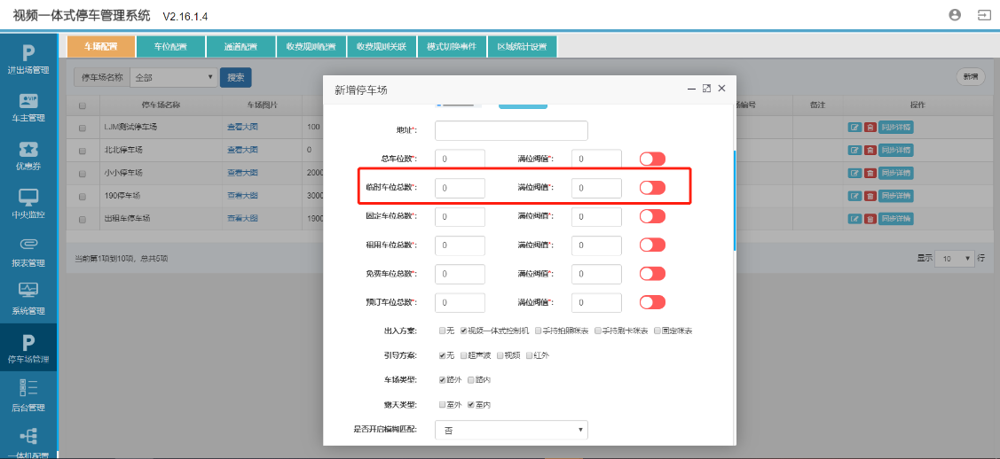 视频一体式停车管理系统 V2.16.1.4
进出场管理
车主管理
优惠券
中央监控
报表管理
系统管理
停车场管理
后台管理
一体机配置
车场配置 车位配置 通道配置 收费规则配置 收费规则关联 模式切换事件 区域统计设置
停车场名称 全部 搜索 新增
停车场名称 车场图片 编号 备注 操作
LJM测试停车场 查看大图 100 同步详情
北北停车场 查看大图 0 同步详情
小小停车场 查看大图 2000 同步详情
190停车场 查看大图 3000 同步详情
出租车停车场 查看大图 1900 同步详情
当前第1项到10项，总共5项 显示 10 行
新增停车场
地址*:
总车位数*: 0 满位阀值*: 0
临时车位总数*: 0 满位阀值*: 0
固定车位总数*: 0 满位阀值*: 0
租用车位总数*: 0 满位阀值*: 0
免费车位总数*: 0 满位阀值*: 0
预订车位总数*: 0 满位阀值*: 0
出入方案: 无 视频一体式控制机 手持拍照咪表 手持刷卡咪表 固定咪表
引导方案: 无 超声波 视频 红外
车场类型: 路外 路内
露天类型: 室外 室内
是否开启模糊匹配: 否